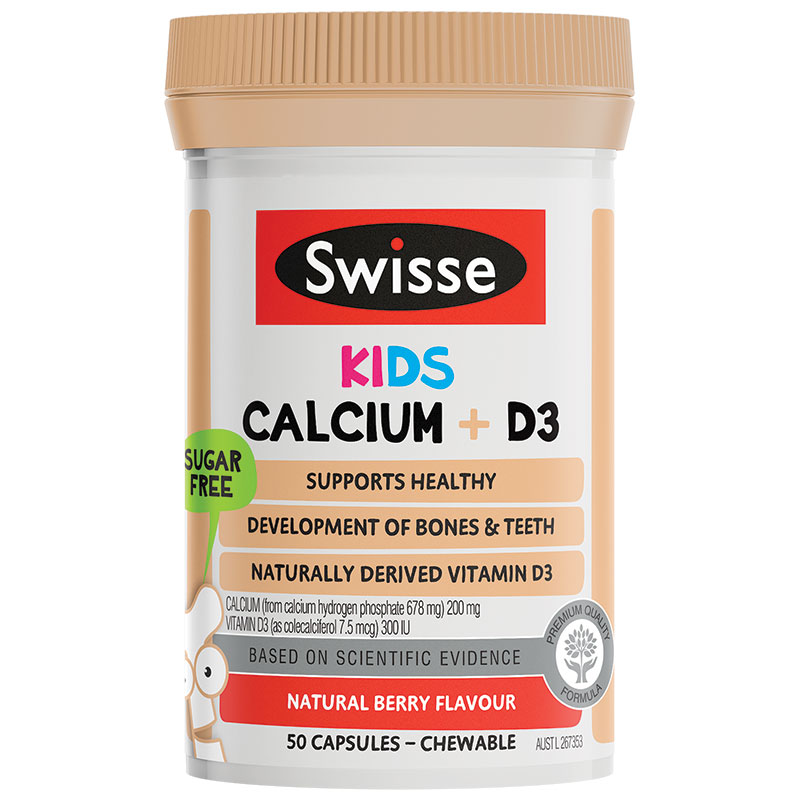 Swisse
KIDS
CALCIUM + D3
SUGAR
FREE
SUPPORTS HEALTHY
DEVELOPMENT OF BONES & TEETH
NATURALLY DERIVED VITAMIN D3
CALCIUM (from calcium hydrogen phosphate 678 mg) 200 mg
VITAMIN D3 (as colecalciferol 7.5 mcg) 300 IU
PREMIUM QUALITY
FORMULA
BASED ON SCIENTIFIC EVIDENCE
NATURAL BERRY FLAVOUR
50 CAPSULES – CHEWABLE
AUST L 267353